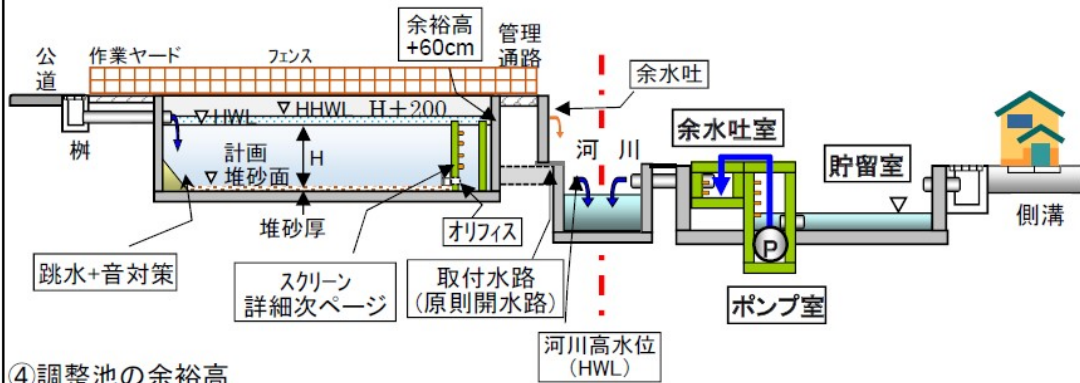 余裕高
+60cm
管理
通路
公
道
作業ヤード
フェンス
余水吐
▽HWL
▽HHWL H+200
枡
計画
▽堆砂面
H
河 川
余水吐室
貯留室
▽
側溝
堆砂厚
オリフィス
P
跳水+音対策
スクリーン
詳細次ページ
取付水路
(原則開水路)
ポンプ室
河川高水位
(HWL)
④調整池の余裕高